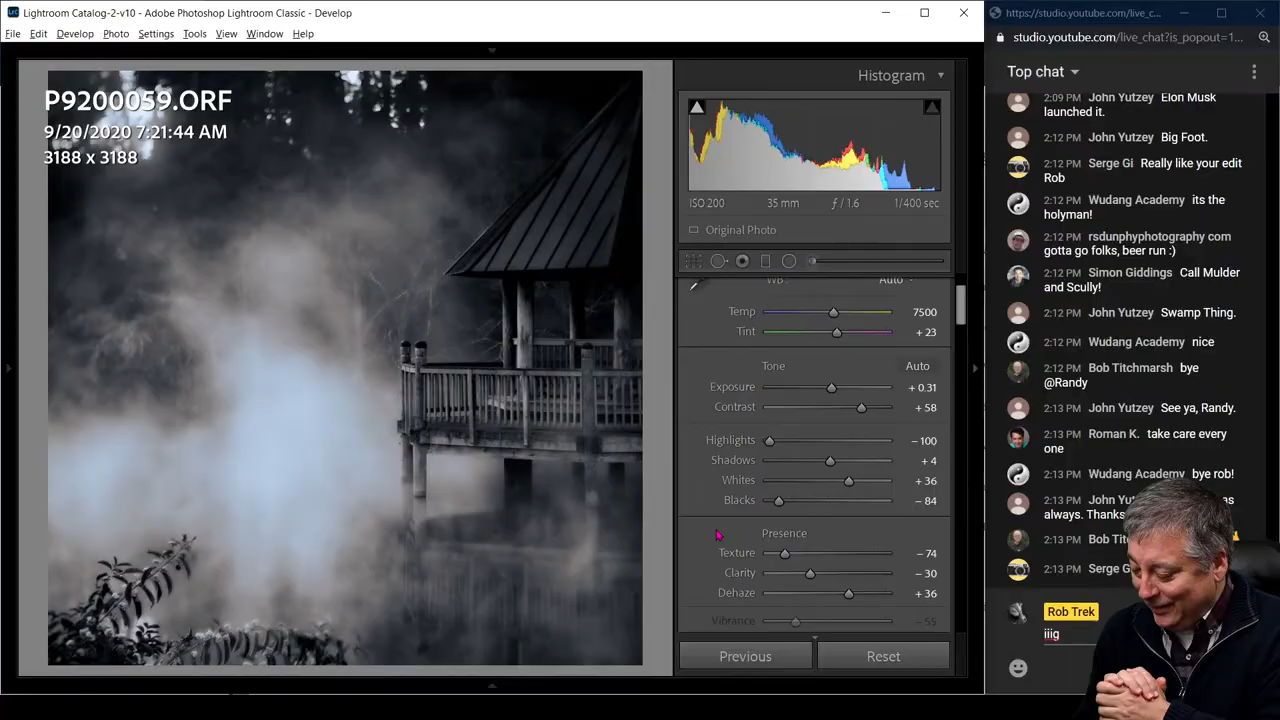 Lightroom Catalog-2-v10 - Adobe Photoshop Lightroom Classic - Develop
File Edit Develop Photo Settings Tools View Window Help
P9200059.ORF
9/20/2020 7:21:44 AM
3188 x 3188
Histogram
ISO 200 35 mm ƒ / 1.6 1/400 sec
Original Photo
WB : Auto
Temp 7500
Tint + 23
Tone Auto
Exposure + 0.31
Contrast + 58
Highlights − 100
Shadows + 4
Whites + 36
Blacks − 84
Presence
Texture − 74
Clarity − 30
Dehaze + 36
Vibrance − 55
Previous Reset
https://studio.youtube.com/live_c...
studio.youtube.com/live_chat?is_popout=1...
Top chat
2:09 PM John Yutzey Elon Musk
launched it.
2:12 PM John Yutzey Big Foot.
2:12 PM Serge Gi Really like your edit
Rob
2:12 PM Wudang Academy its the
holyman!
2:12 PM rsdunphyphotography com
gotta go folks, beer run :)
2:12 PM Simon Giddings Call Mulder
and Scully!
2:12 PM John Yutzey Swamp Thing.
2:12 PM Wudang Academy nice
2:12 PM Bob Titchmarsh bye
@Randy
2:13 PM John Yutzey See ya, Randy.
2:13 PM Roman K. take care every
one
2:13 PM Wudang Academy bye rob!
2:13 PM John as
always. Thanks
2:13 PM Bob
2:13 PM Serge
Rob Trek
iiig